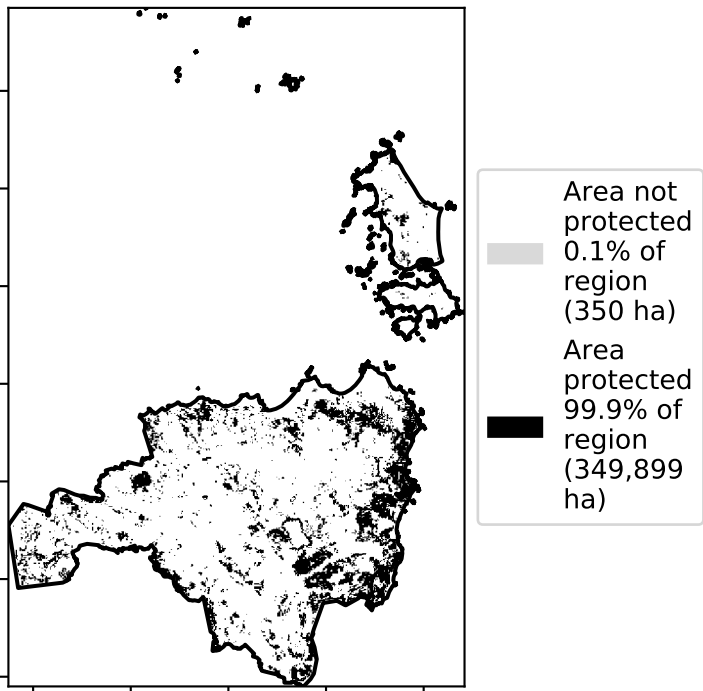 Area not
protected
0.1% of
region
(350 ha)
Area
protected
99.9% of
region
(349,899
ha)